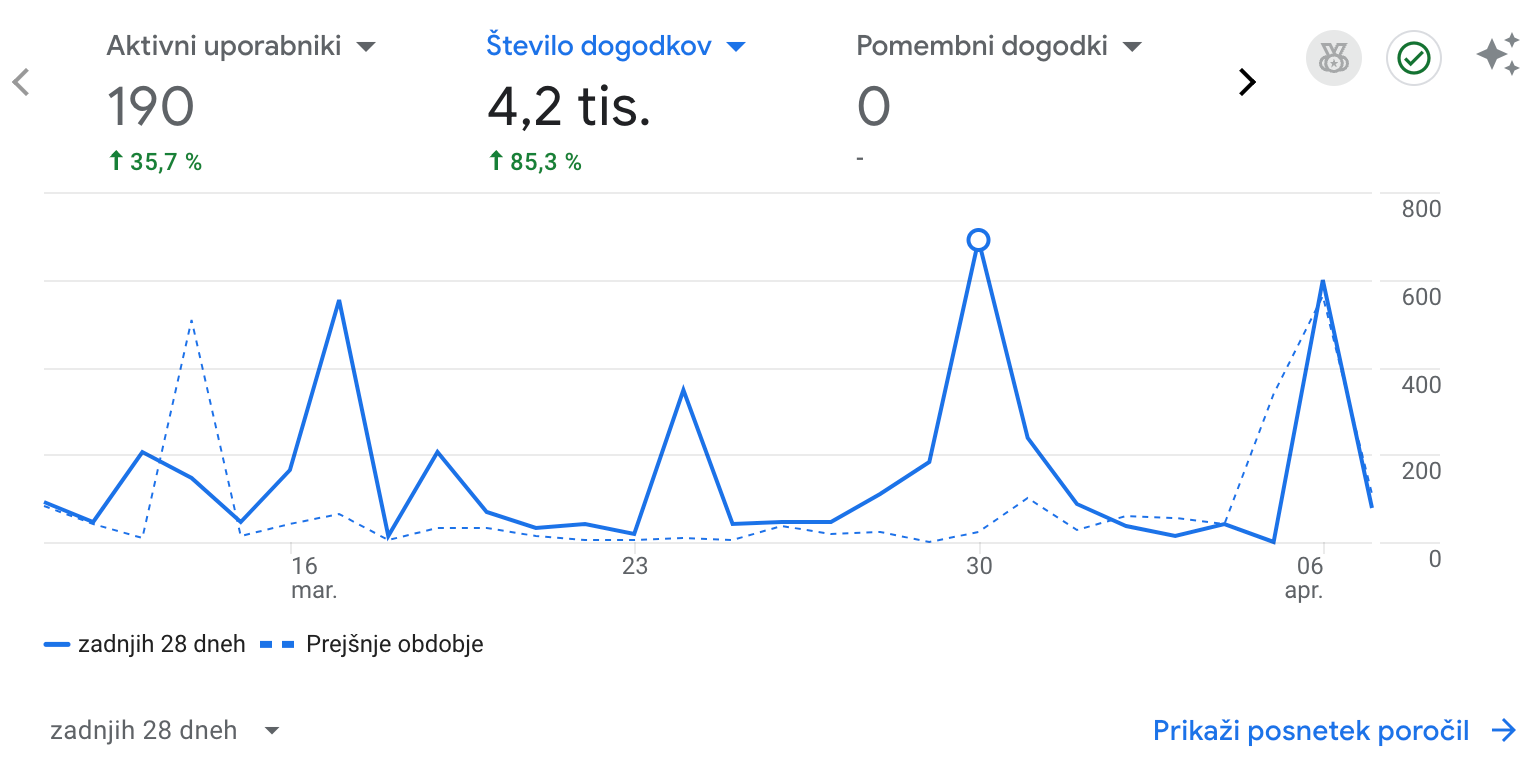 Aktivni uporabniki
190
35,7 %
Število dogodkov
4,2 tis.
85,3 %
Pomembni dogodki
0
-
800
600
400
200
0
16
mar.
23
30
06
apr.
zadnjih 28 dneh
Prejšnje obdobje
zadnjih 28 dneh
Prikaži posnetek poročil